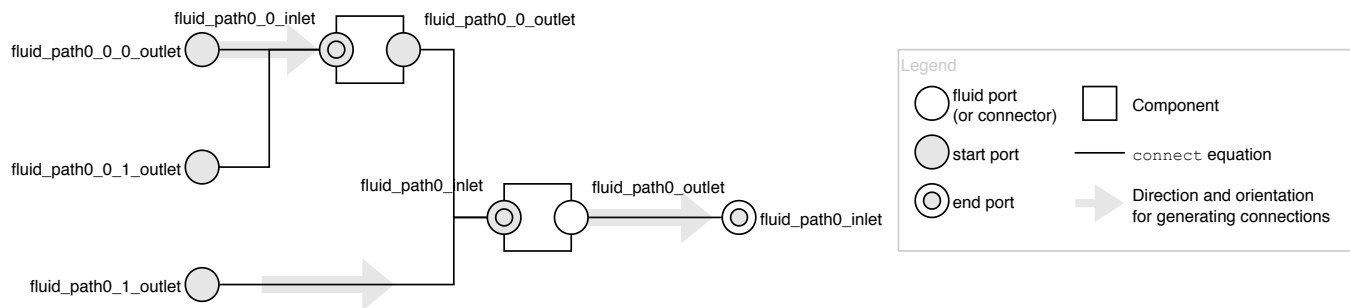 fluid_path0_0_inlet
fluid_path0_0_outlet
fluid_path0_0_0_outlet
fluid_path0_0_1_outlet
fluid_path0_inlet
fluid_path0_outlet
fluid_path0_inlet
fluid_path0_1_outlet
Legend
fluid port
(or connector)
Component
start port
connect equation
end port
Direction and orientation
for generating connections